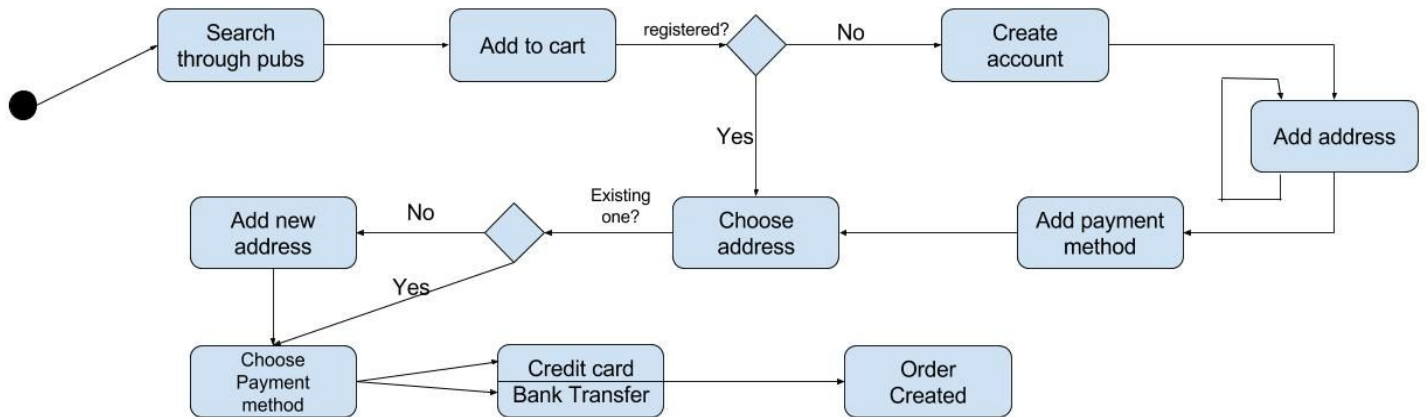 Search
through pubs
Add to cart
registered?
No
Create
account
Yes
Add address
Add new
address
No
Existing
one?
Choose
address
Add payment
method
Yes
Choose
Payment
method
Credit card
Bank Transfer
Order
Created